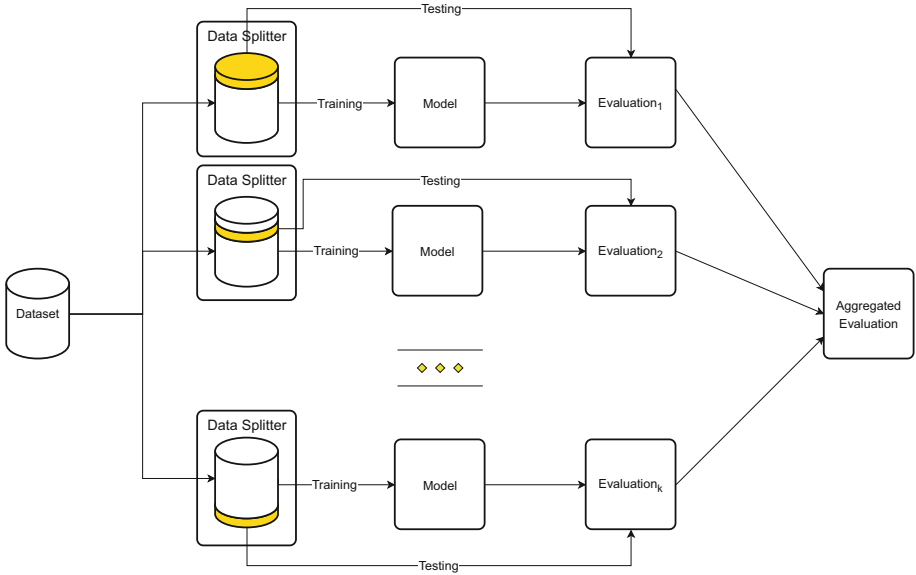 Testing
Data Splitter
Training
Model
Evaluation₁
Data Splitter
Testing
Training
Model
Evaluation₂
Dataset
Aggregated
Evaluation
Data Splitter
Training
Model
Evaluationₖ
Testing